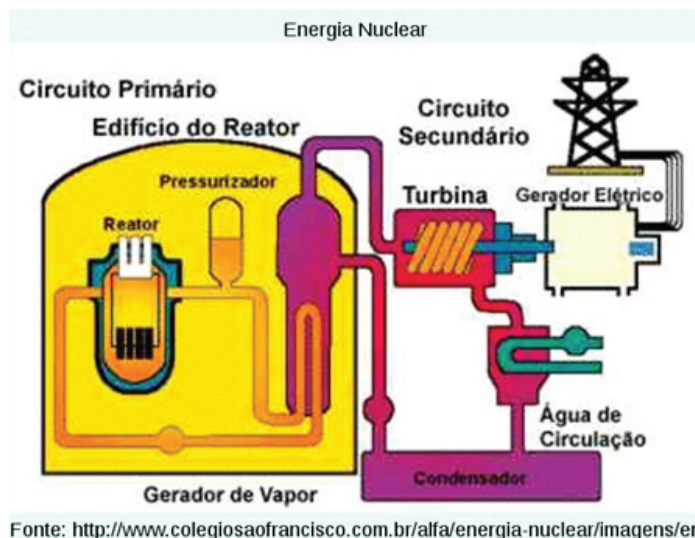 Energia Nuclear
Circuito Primário
Edifício do Reator
Circuito
Secundário
Pressurizador
Turbina
Gerador Elétrico
Reator
Água de
Circulação
Condensador
Gerador de Vapor
Fonte: http://www.colegiosaofrancisco.com.br/alfa/energia-nuclear/imagens/en